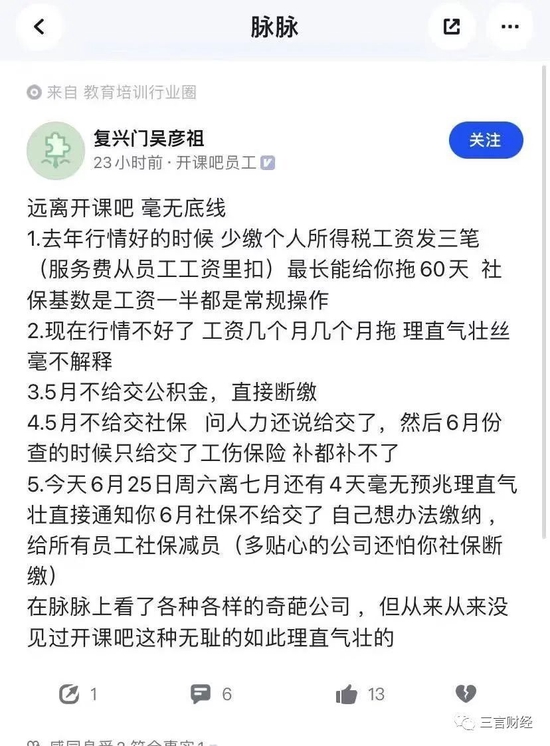 脉脉
来自 教育培训行业圈
复兴门吴彦祖
23小时前·开课吧员工
关注
远离开课吧 毫无底线
1.去年行情好的时候 少缴个人所得税工资发三笔
（服务费从员工工资里扣）最长能给你拖60天 社
保基数是工资一半都是常规操作
2.现在行情不好了 工资几个月几个月拖 理直气壮丝
毫不解释
3.5月不给交公积金，直接断缴
4.5月不给交社保 问人力还说给交了，然后6月份
查的时候只给交了工伤保险 补都补不了
5.今天6月25日周六离七月还有4天毫无预兆理直气
壮直接通知你6月社保不给交了 自己想办法缴纳，
给所有员工社保减员（多贴心的公司还怕你社保断
缴）
在脉脉上看了各种各样的奇葩公司，但从来从来没
见过开课吧这种无耻的如此理直气壮的
1
6
13
三言财经